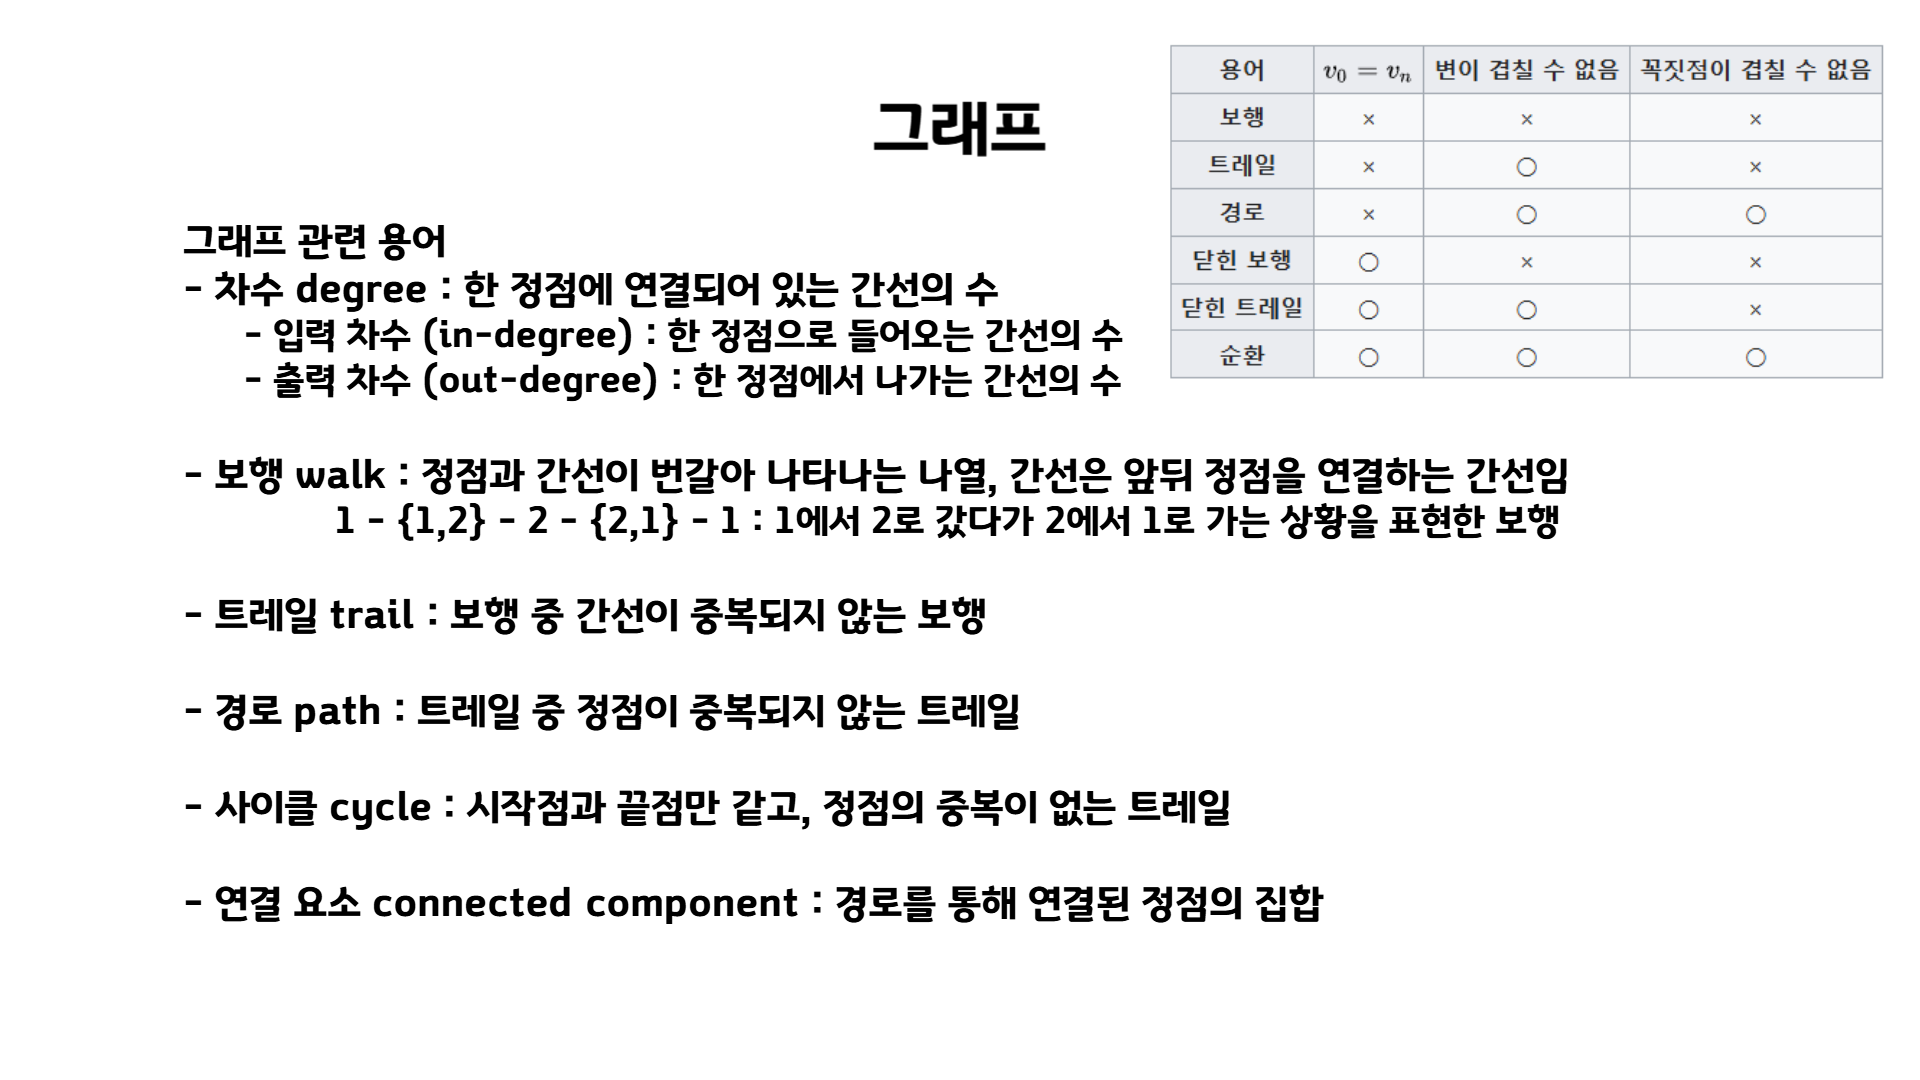 그래프
용어 v0 = vn 변이 겹칠 수 없음 꼭짓점이 겹칠 수 없음
보행 × × ×
트레일 × ○ ×
경로 × ○ ○
닫힌 보행 ○ × ×
닫힌 트레일 ○ ○ ×
순환 ○ ○ ○
그래프 관련 용어
- 차수 degree : 한 정점에 연결되어 있는 간선의 수
- 입력 차수 (in-degree) : 한 정점으로 들어오는 간선의 수
- 출력 차수 (out-degree) : 한 정점에서 나가는 간선의 수
- 보행 walk : 정점과 간선이 번갈아 나타나는 나열, 간선은 앞뒤 정점을 연결하는 간선임
1 - {1,2} - 2 - {2,1} - 1 : 1에서 2로 갔다가 2에서 1로 가는 상황을 표현한 보행
- 트레일 trail : 보행 중 간선이 중복되지 않는 보행
- 경로 path : 트레일 중 정점이 중복되지 않는 트레일
- 사이클 cycle : 시작점과 끝점만 같고, 정점의 중복이 없는 트레일
- 연결 요소 connected component : 경로를 통해 연결된 정점의 집합